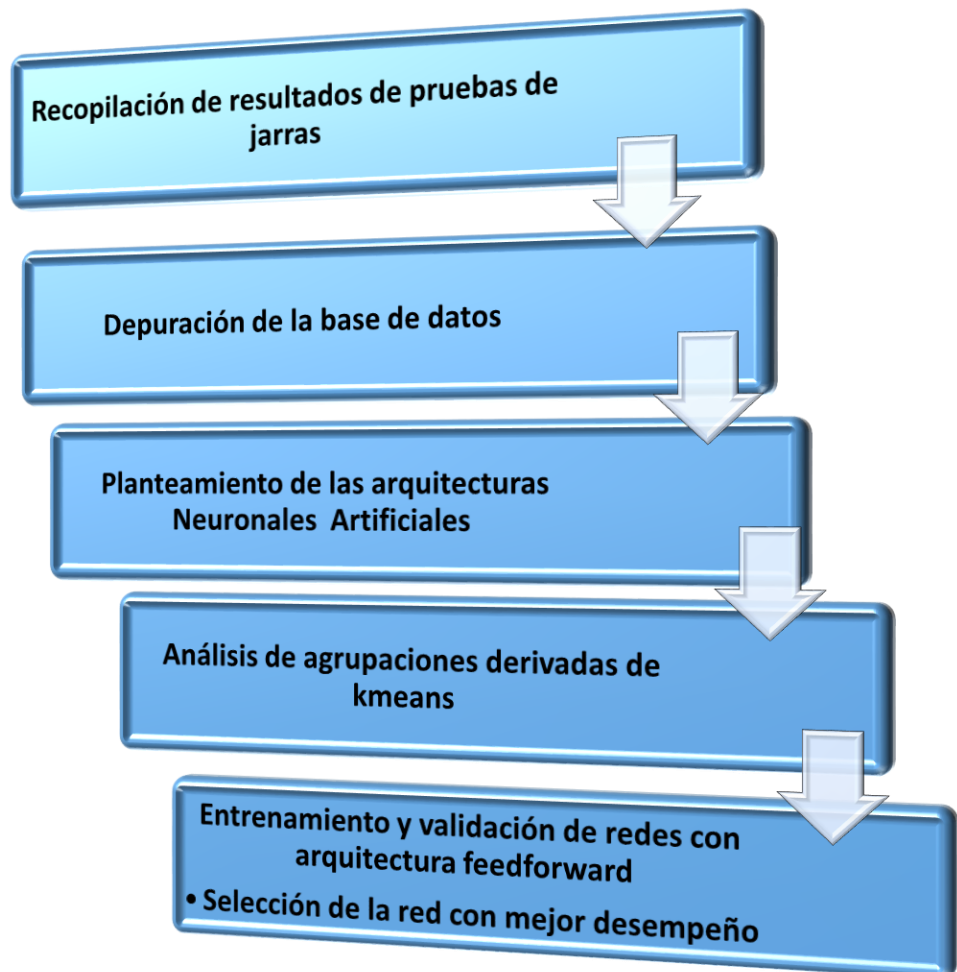 Recopilación de resultados de pruebas de
jarras
Depuración de la base de datos
Planteamiento de las arquitecturas
Neuronales Artificiales
Análisis de agrupaciones derivadas de
kmeans
Entrenamiento y validación de redes con
arquitectura feedforward
• Selección de la red con mejor desempeño